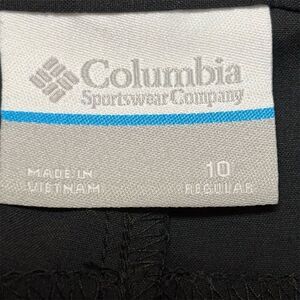 Columbia
Sportswear Company
MADE IN
VIETNAM
10
REGULAR